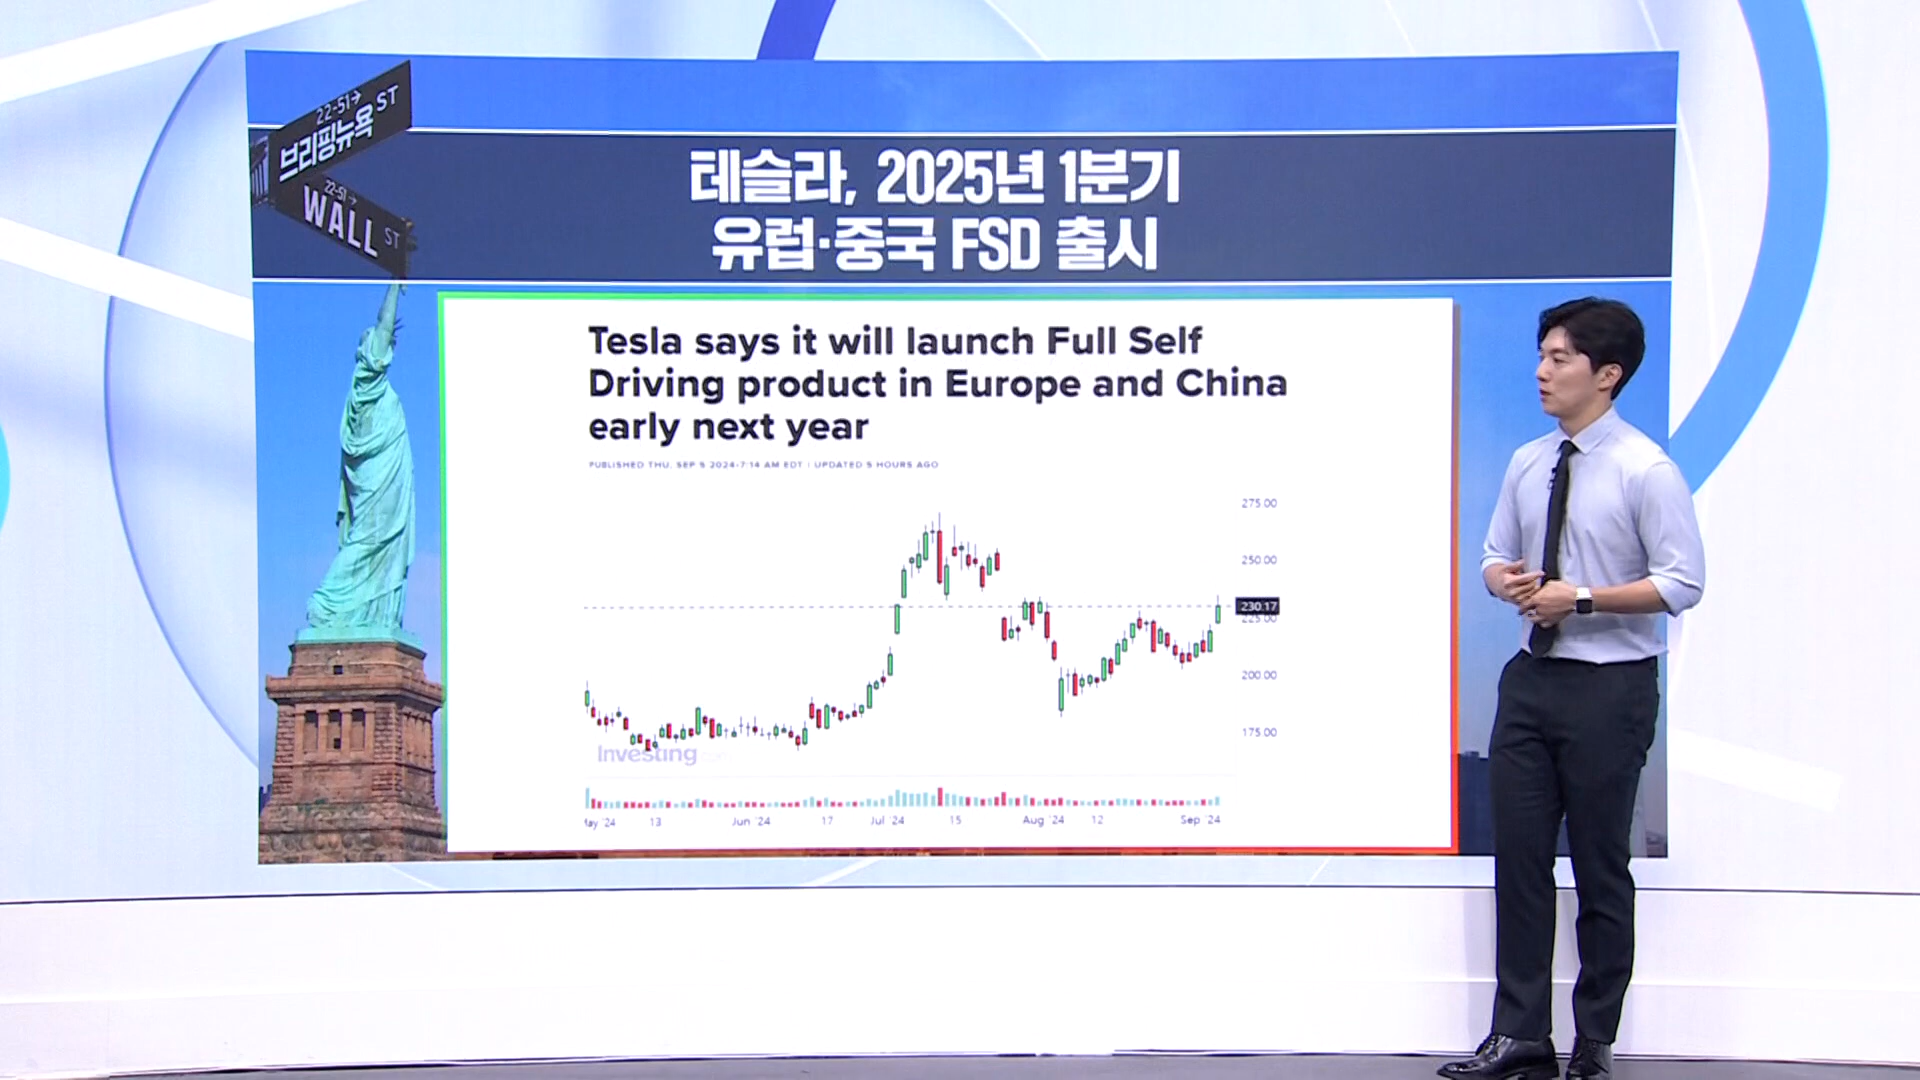 22-51→ ST
브리핑뉴욕
22-51→
WALL ST
테슬라, 2025년 1분기
유럽·중국 FSD 출시
Tesla says it will launch Full Self
Driving product in Europe and China
early next year
PUBLISHED THU, SEP 5 2024-7:14 AM EDT | UPDATED 5 HOURS AGO
275.00
250.00
230.17
225.00
200.00
175.00
Investing
May '24 13 Jun '24 17 Jul '24 15 Aug '24 12 Sep '24